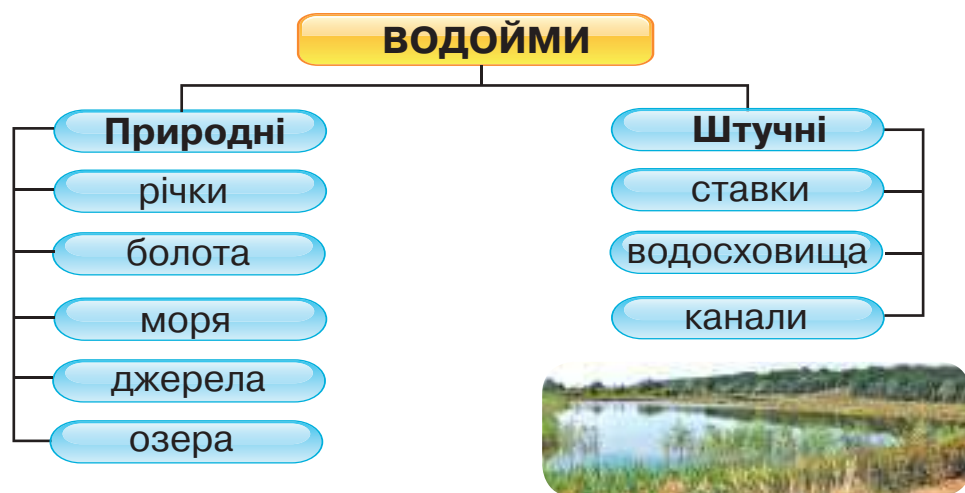 ВОДОЙМИ
Природні
річки
болота
моря
джерела
озера
Штучні
ставки
водосховища
канали